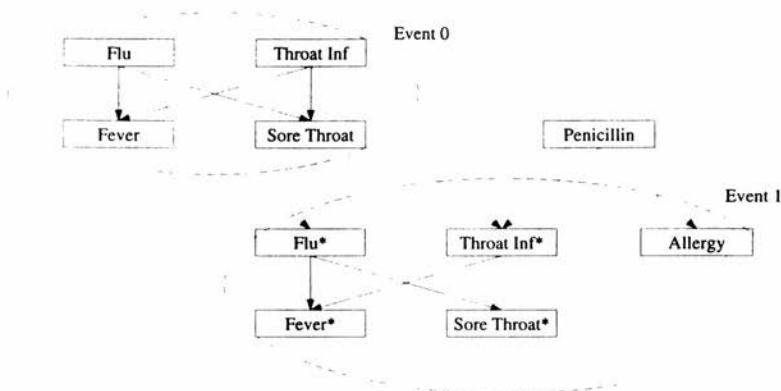 Event 0
Flu
Throat Inf
Fever
Sore Throat
Penicillin
Event 1
Flu*
Throat Inf*
Allergy
Fever*
Sore Throat*